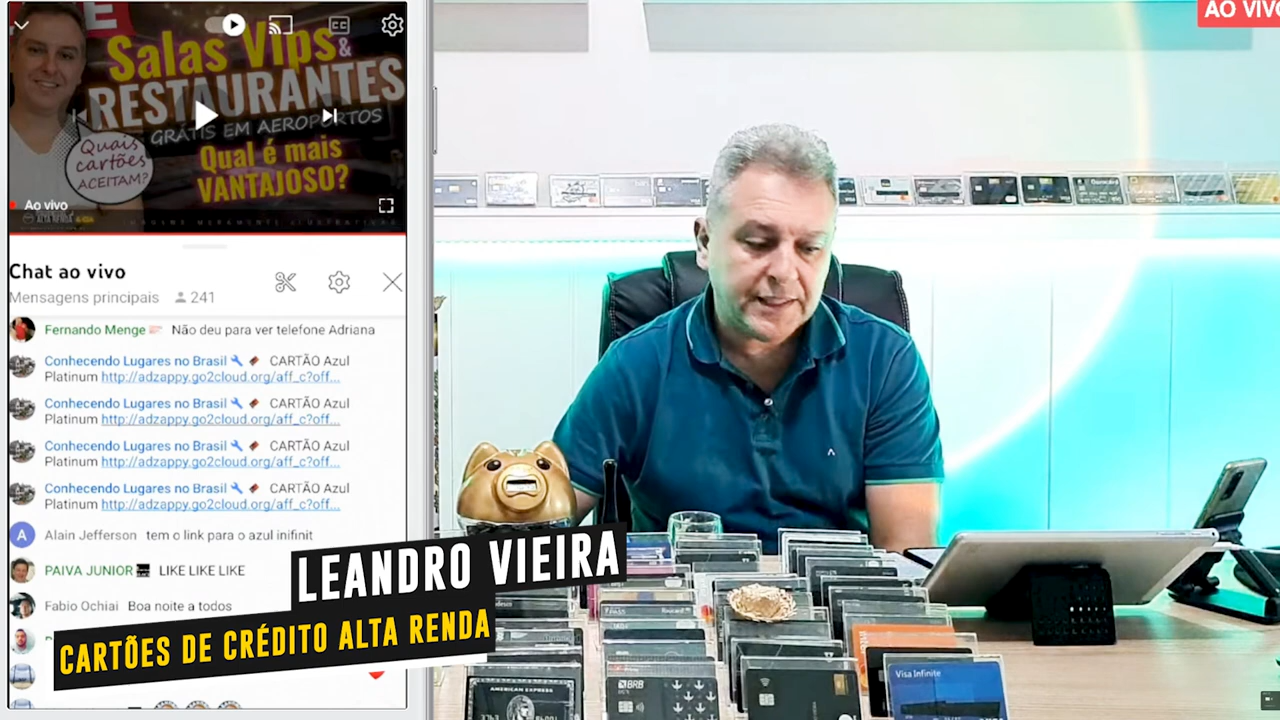 Salas Vips &
RESTAURANTES
GRÁTIS EM AEROPORTOS
Quais
cartões
ACEITAM?
Qual é mais
VANTAJOSO?
CC
Ao vivo
Chat ao vivo
Mensagens principais 241
Fernando Menge Não deu para ver telefone Adriana
Conhecendo Lugares no Brasil CARTÃO Azul
Platinum http://adzappy.go2cloud.org/aff_c?off...
Conhecendo Lugares no Brasil CARTÃO Azul
Platinum http://adzappy.go2cloud.org/aff_c?off...
Conhecendo Lugares no Brasil CARTÃO Azul
Platinum http://adzappy.go2cloud.org/aff_c?off...
Conhecendo Lugares no Brasil CARTÃO Azul
Platinum http://adzappy.go2cloud.org/aff_c?off...
A Alain Jefferson tem o link para o azul inifinit
PAIVA JUNIOR LIKE LIKE LIKE
Fabio Ochiai Boa noite a todos
LEANDRO VIEIRA
CARTÕES DE CRÉDITO ALTA RENDA
AO VIVO
AMERICAN EXPRESS
BRB
Visa Infinite